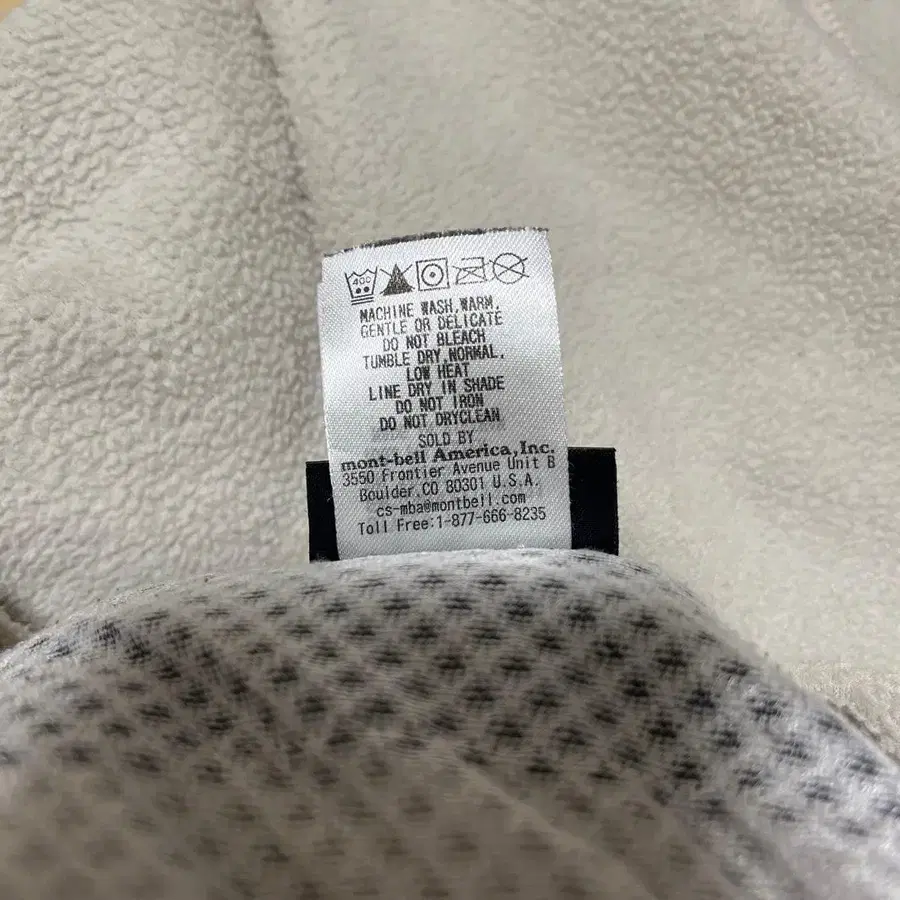 40C
MACHINE WASH,WARM,
GENTLE OR DELICATE
DO NOT BLEACH
TUMBLE DRY,NORMAL,
LOW HEAT
LINE DRY IN SHADE
DO NOT IRON
DO NOT DRYCLEAN
SOLD BY
mont-bell America,Inc.
3550 Frontier Avenue Unit B
Boulder,CO 80301 U.S.A.
cs-mba@montbell.com
Toll Free:1-877-666-8235